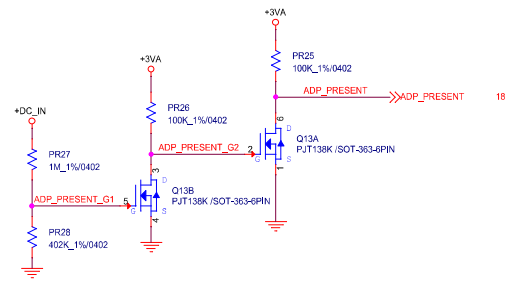 +3VA
PR25
100K_1%/0402
ADP_PRESENT
ADP_PRESENT
18
+3VA
PR26
100K_1%/0402
6
D
Q13A
PJT138K /SOT-363-6PIN
ADP_PRESENT_G2
2
G
S
1
+DC_IN
PR27
1M_1%/0402
3
D
Q13B
PJT138K /SOT-363-6PIN
ADP_PRESENT_G1
5
G
S
4
PR28
402K_1%/0402